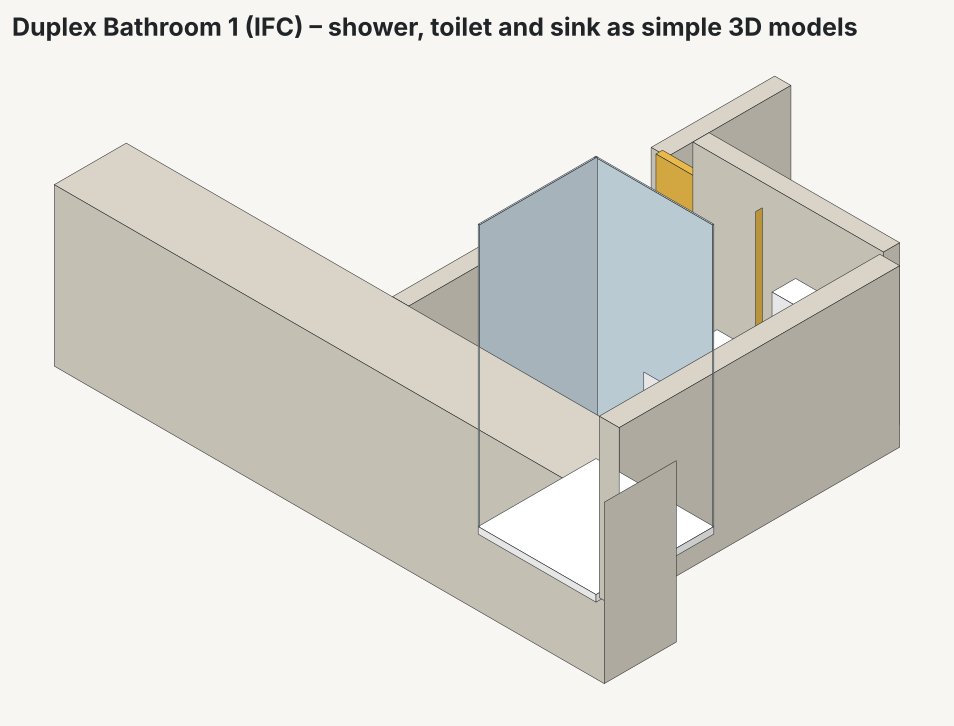 Duplex Bathroom 1 (IFC) – shower, toilet and sink as simple 3D models